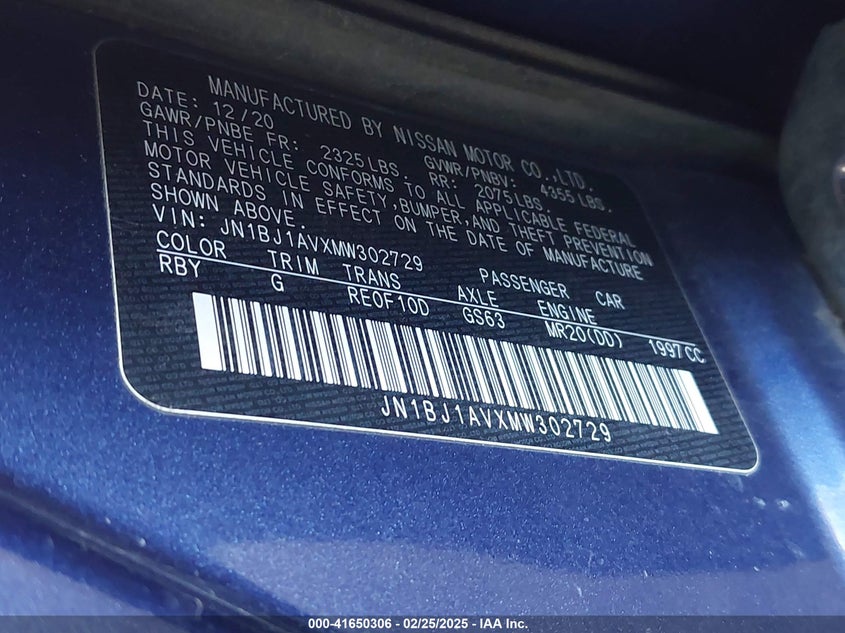 MANUFACTURED BY NISSAN MOTOR CO.,LTD.
DATE: 12/20 GVWR/PNBV: 4355LBS.
GAWR/PNBE FR: 2325LBS. RR: 2075LBS.
THIS VEHICLE CONFORMS TO ALL APPLICABLE FEDERAL
MOTOR VEHICLE SAFETY,BUMPER,AND THEFT PREVENTION
STANDARDS IN EFFECT ON THE DATE OF MANUFACTURE
SHOWN ABOVE.
VIN: JN1BJ1AVXMW302729 PASSENGER CAR
COLOR TRIM TRANS AXLE ENGINE
RBY G RE0F10D GS63 MR20(DD) 1997CC
JN1BJ1AVXMW302729
000-41650306 - 02/25/2025 - IAA Inc.